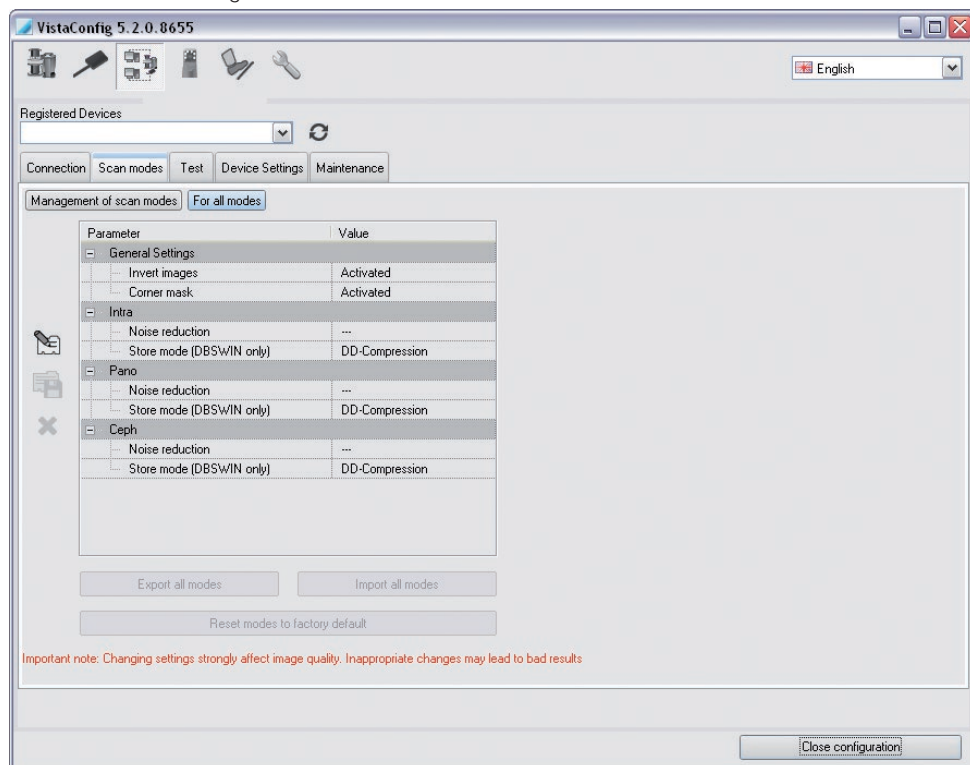 VistaConfig 5.2.0.8655
English
Registered Devices
Connection Scan modes Test Device Settings Maintenance
Management of scan modes For all modes
Parameter Value
General Settings
Invert images Activated
Corner mask Activated
Intra
Noise reduction ---
Store mode (DBSWIN only) DD-Compression
Pano
Noise reduction ---
Store mode (DBSWIN only) DD-Compression
Ceph
Noise reduction ---
Store mode (DBSWIN only) DD-Compression
Export all modes Import all modes
Reset modes to factory default
Important note: Changing settings strongly affect image quality. Inappropriate changes may lead to bad results
Close configuration